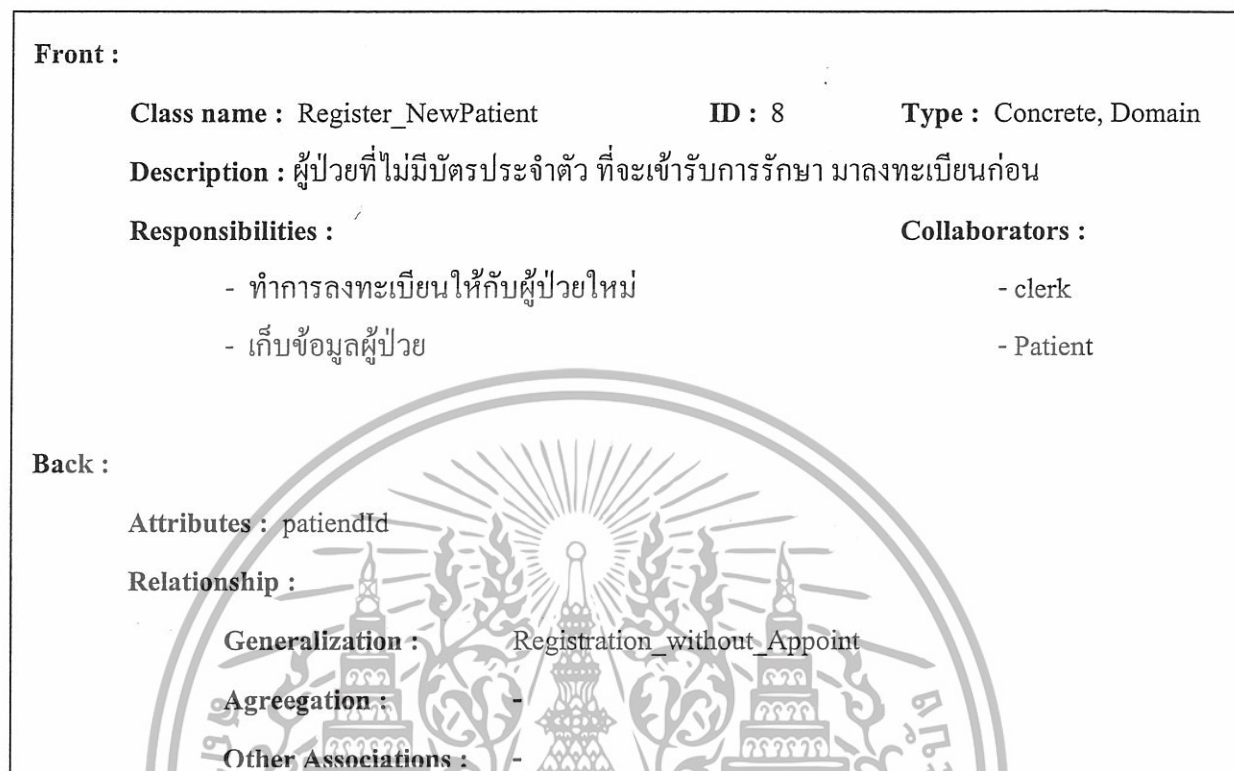 Front :
Class name : Register_NewPatient ID : 8 Type : Concrete, Domain
Description : ผู้ป่วยที่ไม่มีบัตรประจำตัว ที่จะเข้ารับการรักษา มาลงทะเบียนก่อน
Responsibilities : Collaborators :
- ทำการลงทะเบียนให้กับผู้ป่วยใหม่ - clerk
- เก็บข้อมูลผู้ป่วย - Patient
Back :
Attributes : patiendId
Relationship :
Generalization : Registration_without_Appoint
Agreegation : -
Other Associations : -